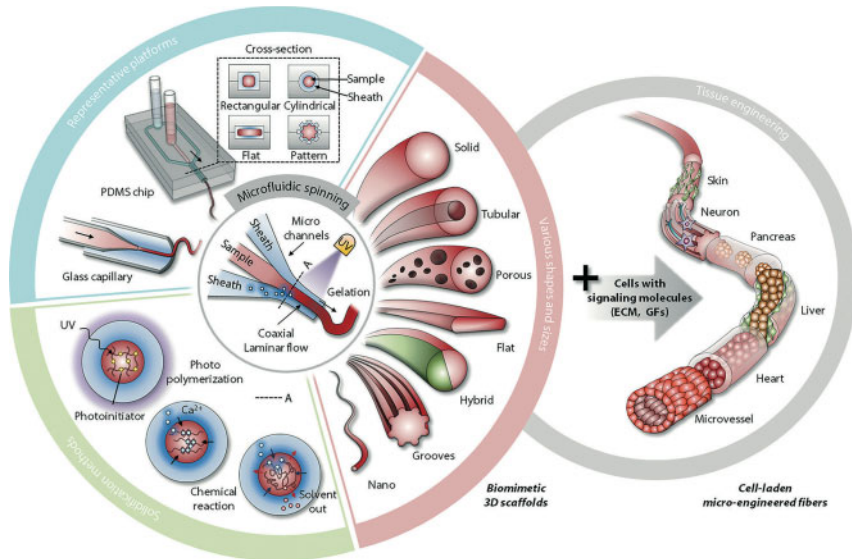 Representative platforms
Cross-section
Sample
Sheath
Rectangular
Cylindrical
Flat
Pattern
PDMS chip
Glass capillary
Microfluidic spinning
Sheath
Sample
Sheath
Micro
channels
A
UV
Gelation
Coaxial
Laminar flow
Solidification methods
UV
Photo
polymerization
Photoinitiator
A
Ca2+
Chemical
reaction
Solvent
out
Various shapes and sizes
Solid
Tubular
Porous
Flat
Hybrid
Grooves
Nano
Biomimetic
3D scaffolds
+
Cells with
signaling molecules
(ECM, GFs)
Tissue engineering
Skin
Neuron
Pancreas
Liver
Heart
Microvessel
Cell-laden
micro-engineered fibers